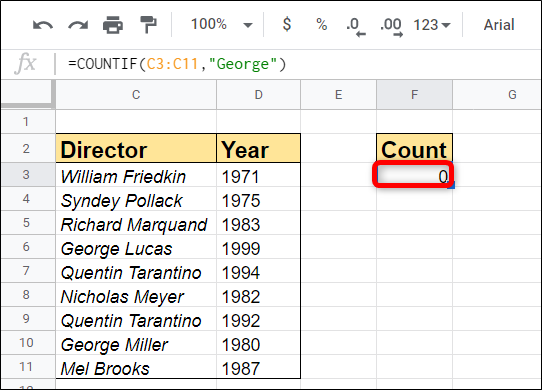 100% $ % .0 .00 123 Arial
fx =COUNTIF(C3:C11,"George")
C D E F G
1
2 Director Year Count
3 William Friedkin 1971 0
4 Syndey Pollack 1975
5 Richard Marquand 1983
6 George Lucas 1999
7 Quentin Tarantino 1994
8 Nicholas Meyer 1982
9 Quentin Tarantino 1992
10 George Miller 1980
11 Mel Brooks 1987